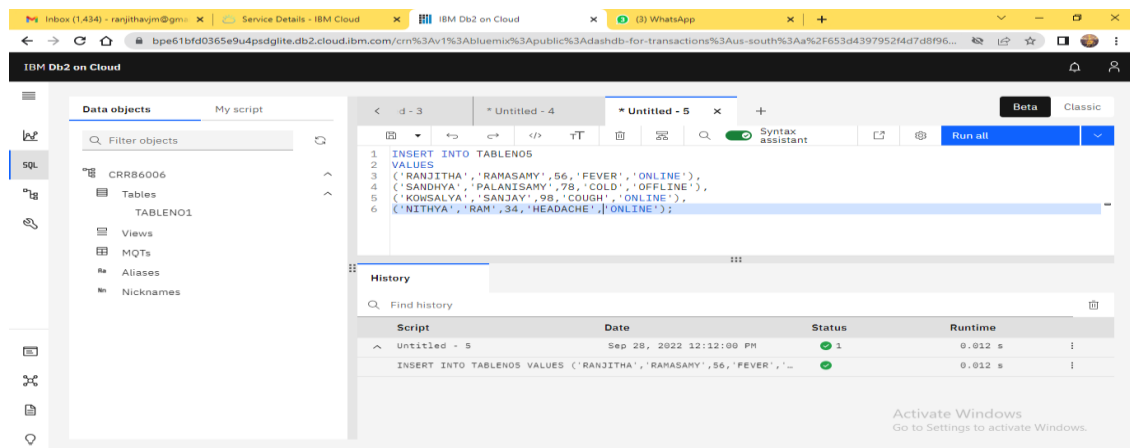 Inbox (1,434) - ranjithavjm@gma
Service Details - IBM Cloud
IBM Db2 on Cloud
(3) WhatsApp
bpe61bfd0365e9u4psdglite.db2.cloud.ibm.com/crn%3Av1%3Abluemix%3Apublic%3Adashdb-for-transactions%3Aus-south%3Aa%2F653d4397952f4d7d8f96...
IBM Db2 on Cloud
Data objects My script
d - 3 * Untitled - 4 * Untitled - 5
Beta Classic
Filter objects
Syntax assistant
Run all
SQL
CRR86006
Tables
TABLENO1
Views
MQTs
Aliases
Nicknames
1 INSERT INTO TABLENO5
2 VALUES
3 ('RANJITHA','RAMASAMY',56,'FEVER','ONLINE'),
4 ('SANDHYA','PALANISAMY',78,'COLD','OFFLINE'),
5 ('KOWSALYA','SANJAY',98,'COUGH','ONLINE'),
6 ('NITHYA','RAM',34,'HEADACHE','ONLINE');
History
Find history
Script Date Status Runtime
Untitled - 5 Sep 28, 2022 12:12:00 PM 1 0.012 s
INSERT INTO TABLENO5 VALUES ('RANJITHA','RAMASAMY',56,'FEVER','... 0.012 s
Activate Windows
Go to Settings to activate Windows.